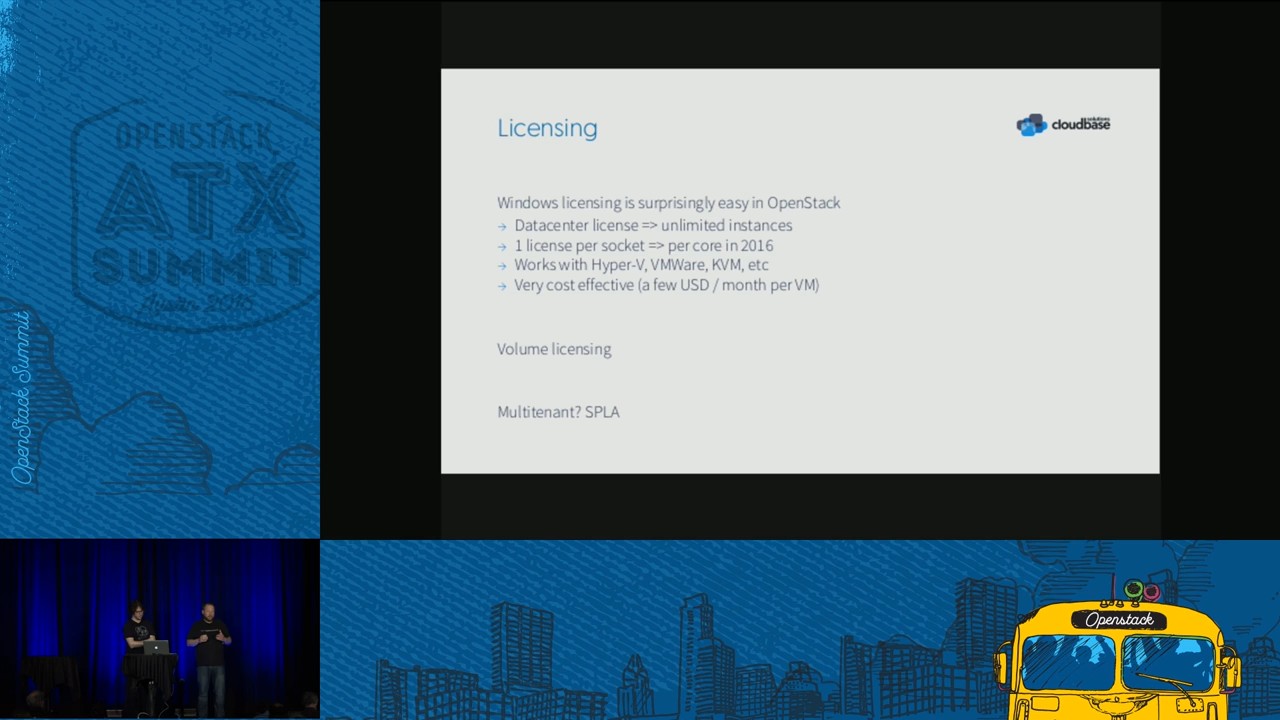 OPENSTACK
ATX
SUMMIT
Austin 2016
OpenStack Summit
Licensing
cloudbase
solutions
Windows licensing is surprisingly easy in OpenStack
→ Datacenter license => unlimited instances
→ 1 license per socket => per core in 2016
→ Works with Hyper-V, VMWare, KVM, etc
→ Very cost effective (a few USD / month per VM)
Volume licensing
Multitenant? SPLA
Openstack